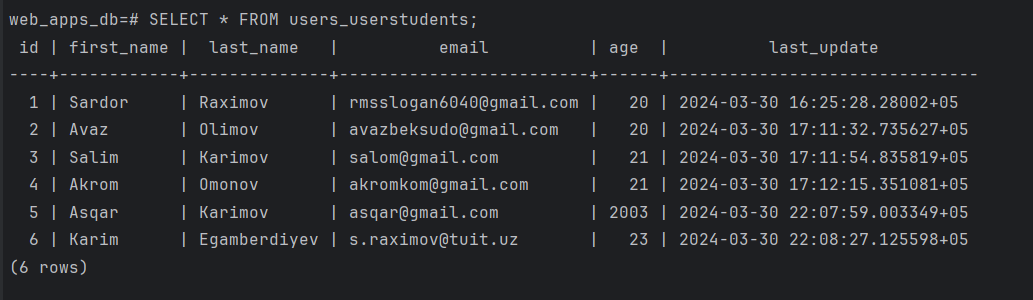 web_apps_db=# SELECT * FROM users_userstudents;
 id | first_name |  last_name   |          email          | age  |          last_update
----+------------+--------------+-------------------------+------+-------------------------------
  1 | Sardor     | Raximov      | rmsslogan6040@gmail.com |   20 | 2024-03-30 16:25:28.28002+05
  2 | Avaz       | Olimov       | avazbeksudo@gmail.com   |   20 | 2024-03-30 17:11:32.735627+05
  3 | Salim      | Karimov      | salom@gmail.com         |   21 | 2024-03-30 17:11:54.835819+05
  4 | Akrom      | Omonov       | akromkom@gmail.com      |   21 | 2024-03-30 17:12:15.351081+05
  5 | Asqar      | Karimov      | asqar@gmail.com         | 2003 | 2024-03-30 22:07:59.003349+05
  6 | Karim      | Egamberdiyev | s.raximov@tuit.uz       |   23 | 2024-03-30 22:08:27.125598+05
(6 rows)